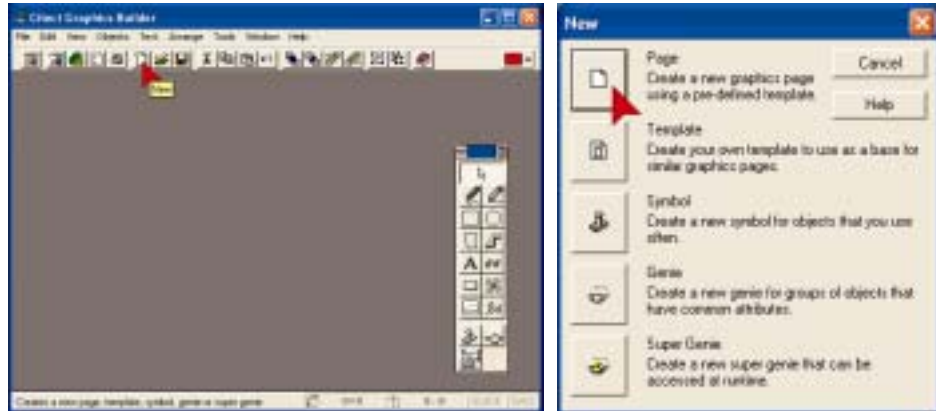 Citect Graphics Builder
File Edit View Objects Text Arrange Tools Window Help
New
Creates a new page, template, symbol, genie or super genie
New
Page
Create a new graphics page
using a pre-defined template.
Cancel
Help
Template
Create your own template to use as a base for
similar graphics pages.
Symbol
Create a new symbol for objects that you use
often.
Genie
Create a new genie for groups of objects that
have common attributes.
Super Genie
Create a new super genie that can be
accessed at runtime.